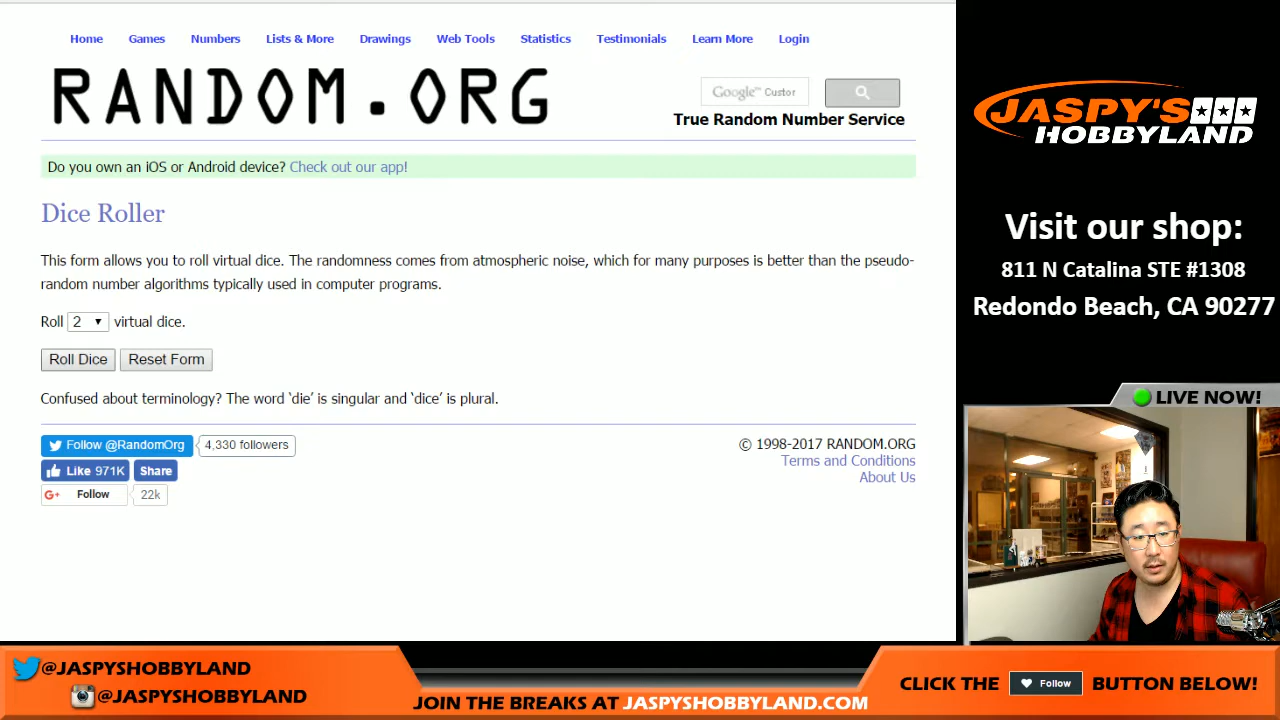 Home Games Numbers Lists & More Drawings Web Tools Statistics Testimonials Learn More Login
RANDOM.ORG
Google™ Custor
True Random Number Service
Do you own an iOS or Android device? Check out our app!
Dice Roller
This form allows you to roll virtual dice. The randomness comes from atmospheric noise, which for many purposes is better than the pseudo-
random number algorithms typically used in computer programs.
Roll 2 virtual dice.
Roll Dice Reset Form
Confused about terminology? The word ‘die’ is singular and ‘dice’ is plural.
Follow @RandomOrg 4,330 followers
Like 971K Share
G+ Follow 22k
© 1998-2017 RANDOM.ORG
Terms and Conditions
About Us
JASPY'S
HOBBYLAND
Visit our shop:
811 N Catalina STE #1308
Redondo Beach, CA 90277
LIVE NOW!
@JASPYSHOBBYLAND
@JASPYSHOBBYLAND
JOIN THE BREAKS AT JASPYSHOBBYLAND.COM
CLICK THE Follow BUTTON BELOW!